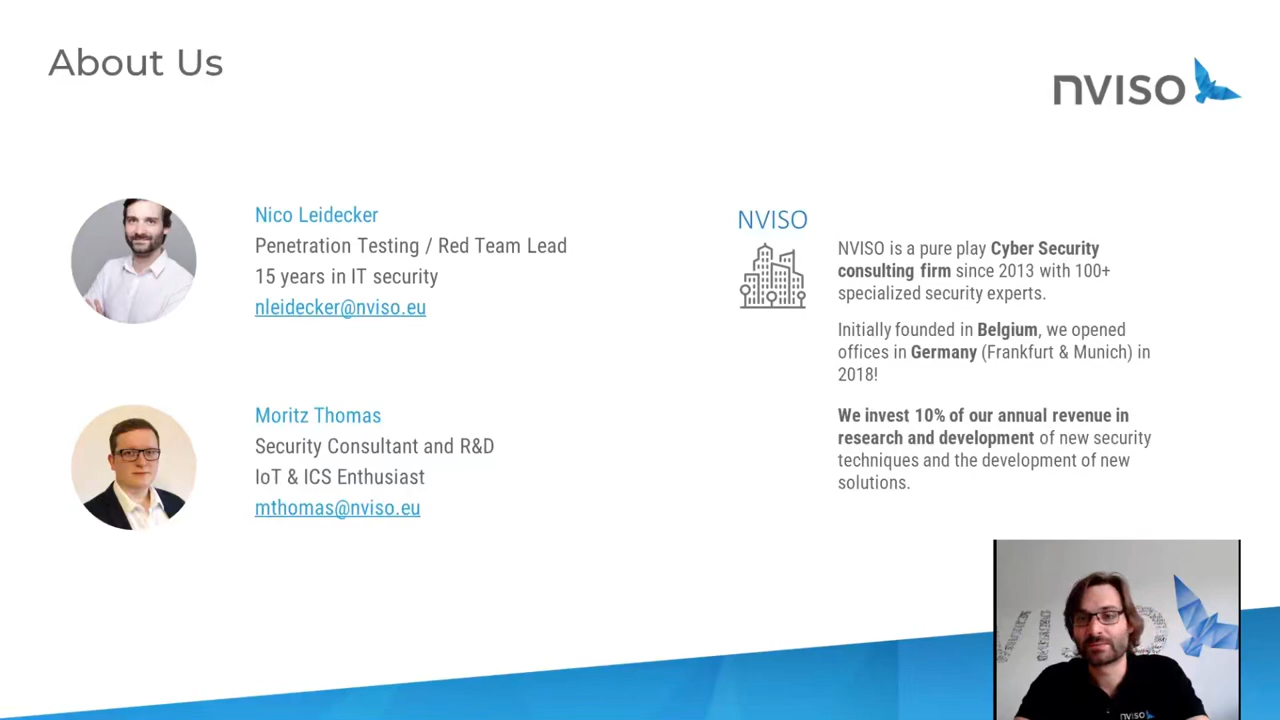 About Us
nviso
Nico Leidecker
Penetration Testing / Red Team Lead
15 years in IT security
nleidecker@nviso.eu
Moritz Thomas
Security Consultant and R&D
IoT & ICS Enthusiast
mthomas@nviso.eu
NVISO
NVISO is a pure play Cyber Security
consulting firm since 2013 with 100+
specialized security experts.
Initially founded in Belgium, we opened
offices in Germany (Frankfurt & Munich) in
2018!
We invest 10% of our annual revenue in
research and development of new security
techniques and the development of new
solutions.
nviso